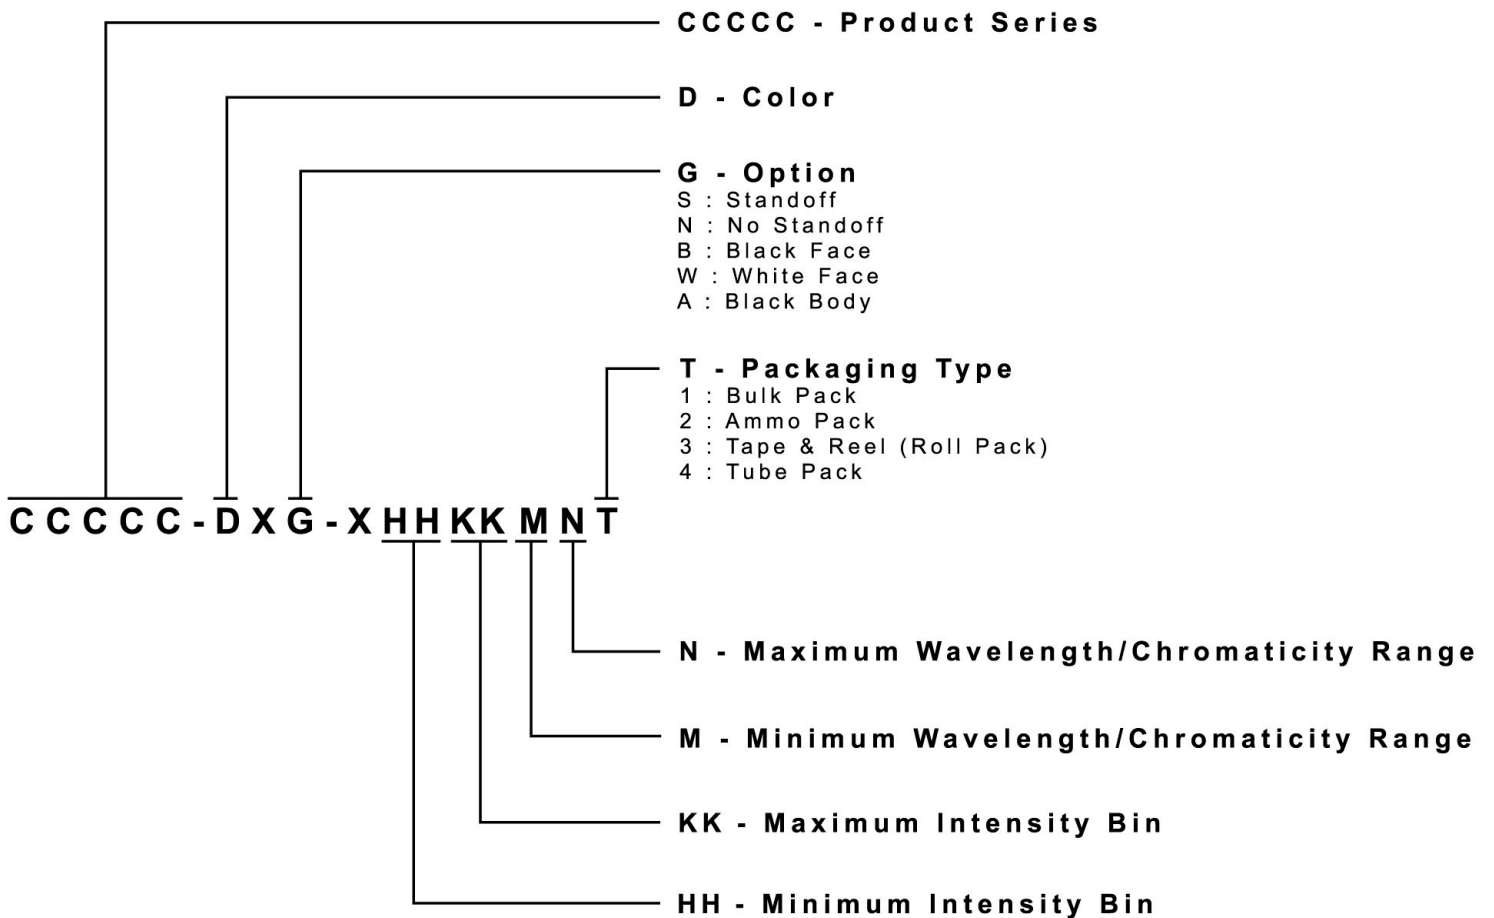 CCCCC - Product Series
D - Color
G - Option
S : Standoff
N : No Standoff
B : Black Face
W : White Face
A : Black Body
T - Packaging Type
1 : Bulk Pack
2 : Ammo Pack
3 : Tape & Reel (Roll Pack)
4 : Tube Pack
CCCCC-DXG-XHHKKMNT
N - Maximum Wavelength/Chromaticity Range
M - Minimum Wavelength/Chromaticity Range
KK - Maximum Intensity Bin
HH - Minimum Intensity Bin